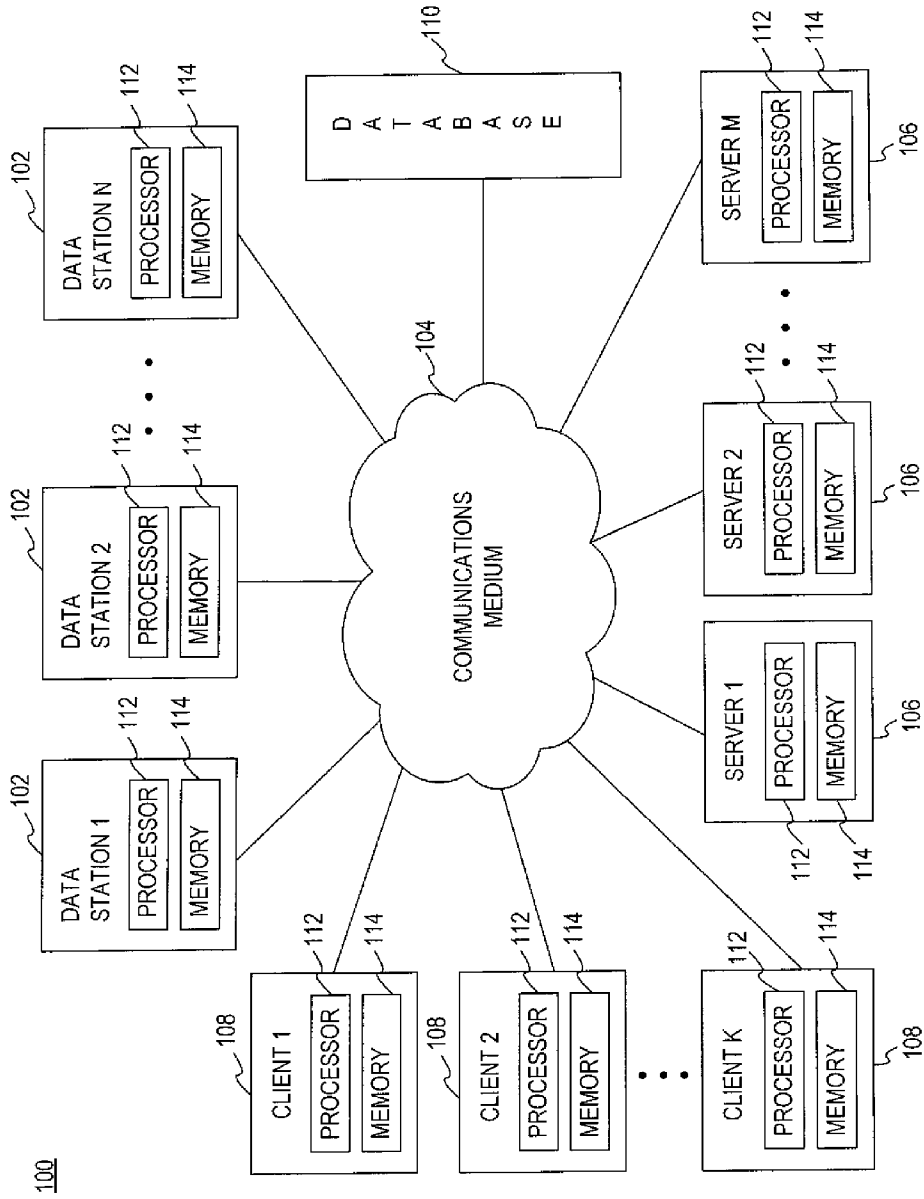 100
102
DATA
STATION 1
PROCESSOR
112
MEMORY
114
102
DATA
STATION 2
PROCESSOR
112
MEMORY
114
• • •
102
DATA
STATION N
PROCESSOR
112
MEMORY
114
108
CLIENT 1
PROCESSOR
112
MEMORY
114
108
CLIENT 2
PROCESSOR
112
MEMORY
114
CLIENT K
PROCESSOR
112
MEMORY
114
108
104
COMMUNICATIONS
MEDIUM
110
D
A
T
A
B
A
S
E
SERVER 1
PROCESSOR
112
MEMORY
114
106
SERVER 2
PROCESSOR
112
MEMORY
114
106
• • •
SERVER M
PROCESSOR
112
MEMORY
114
106